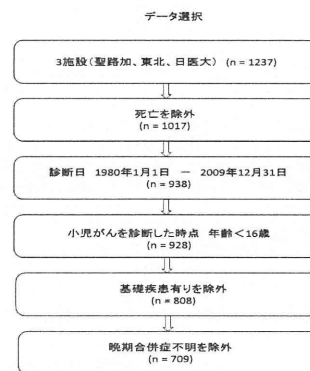 データ選択
3施設(聖路加、東北、日医大) (n = 1237)
死亡を除外
(n = 1017)
診断日 1980年1月1日 － 2009年12月31日
(n = 938)
小児がんを診断した時点 年齢＜16歳
(n = 928)
基礎疾患有りを除外
(n = 808)
晩期合併症不明を除外
(n = 709)